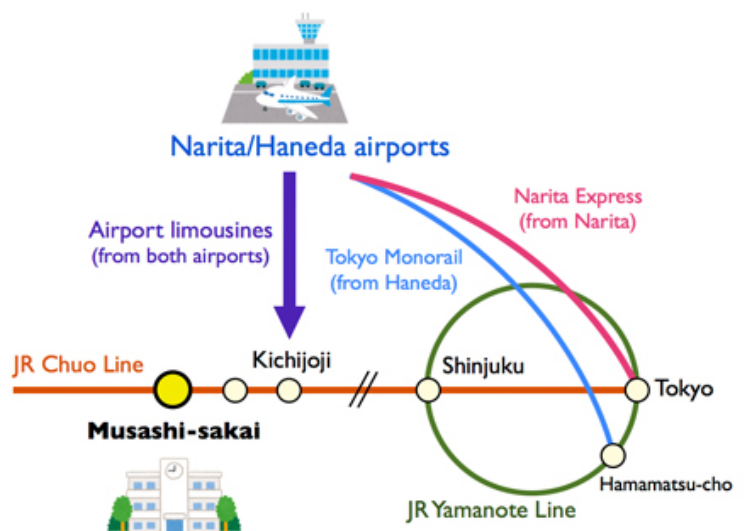 Narita/Haneda airports
Airport limousines
(from both airports)
Narita Express
(from Narita)
Tokyo Monorail
(from Haneda)
JR Chuo Line
Kichijoji
Shinjuku
Tokyo
Musashi-sakai
Hamamatsu-cho
JR Yamanote Line